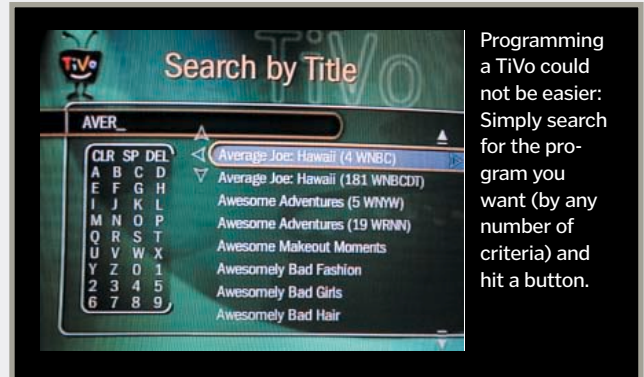 TiVo
TiVo
Search by Title
AVER_
CLR SP DEL
A B C D
E F G H
I J K L
M N O P
Q R S T
U V W X
Y Z 0 1
2 3 4 5
6 7 8 9
Average Joe: Hawaii (4 WNBC)
Average Joe: Hawaii (181 WNBCDT)
Awesome Adventures (5 WNYW)
Awesome Adventures (19 WRNN)
Awesome Makeout Moments
Awesomely Bad Fashion
Awesomely Bad Girls
Awesomely Bad Hair
Programming
a TiVo could
not be easier:
Simply search
for the pro-
gram you
want (by any
number of
criteria) and
hit a button.